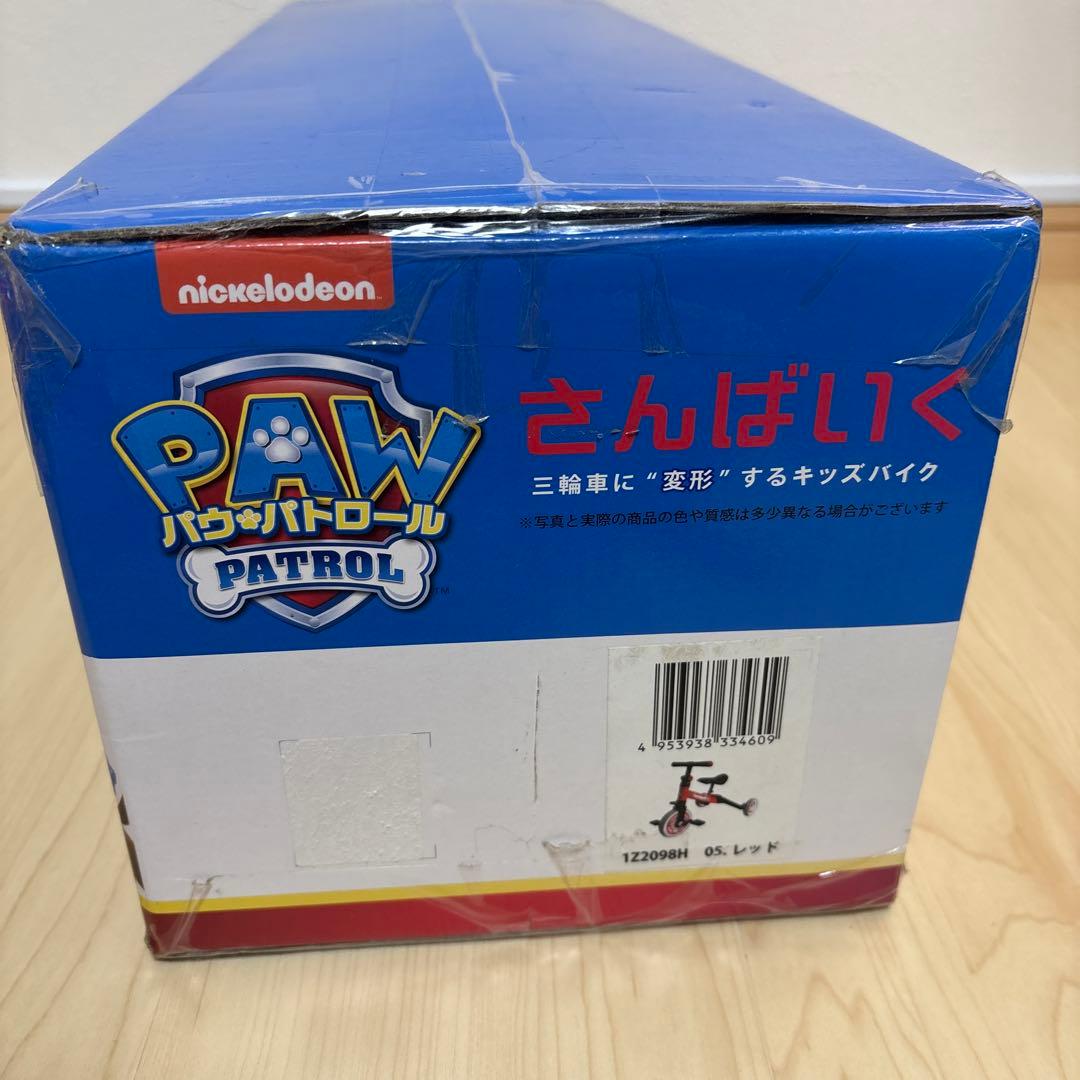 nickelodeon
PAW
パウ・パトロール
PATROL
TM
さんばいく
三輪車に“変形”するキッズバイク
※写真と実際の商品の色や質感は多少異なる場合がございます
4 953938 334609
1Z2098H 05. レッド